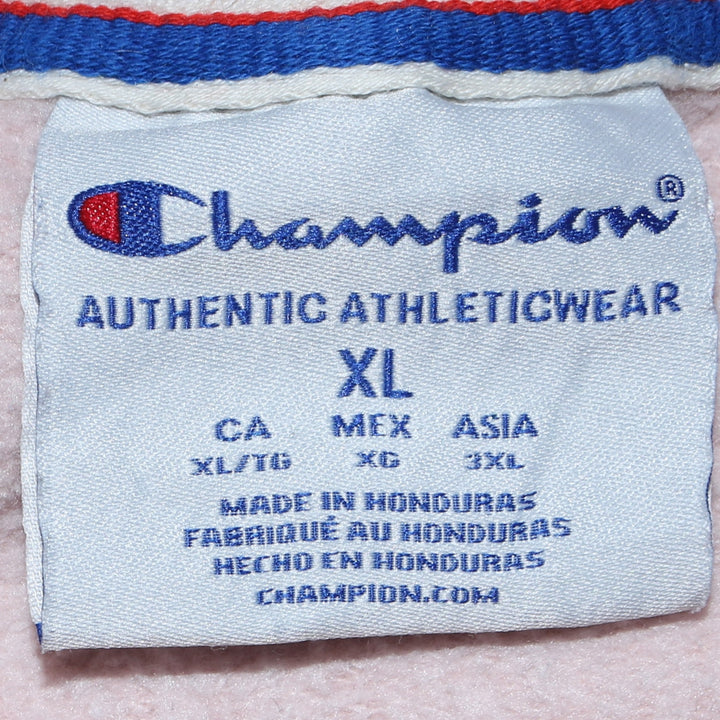 Champion®
AUTHENTIC ATHLETICWEAR
XL
CA MEX ASIA
XL/TG XG 3XL
MADE IN HONDURAS
FABRIQUÉ AU HONDURAS
HECHO EN HONDURAS
CHAMPION.COM